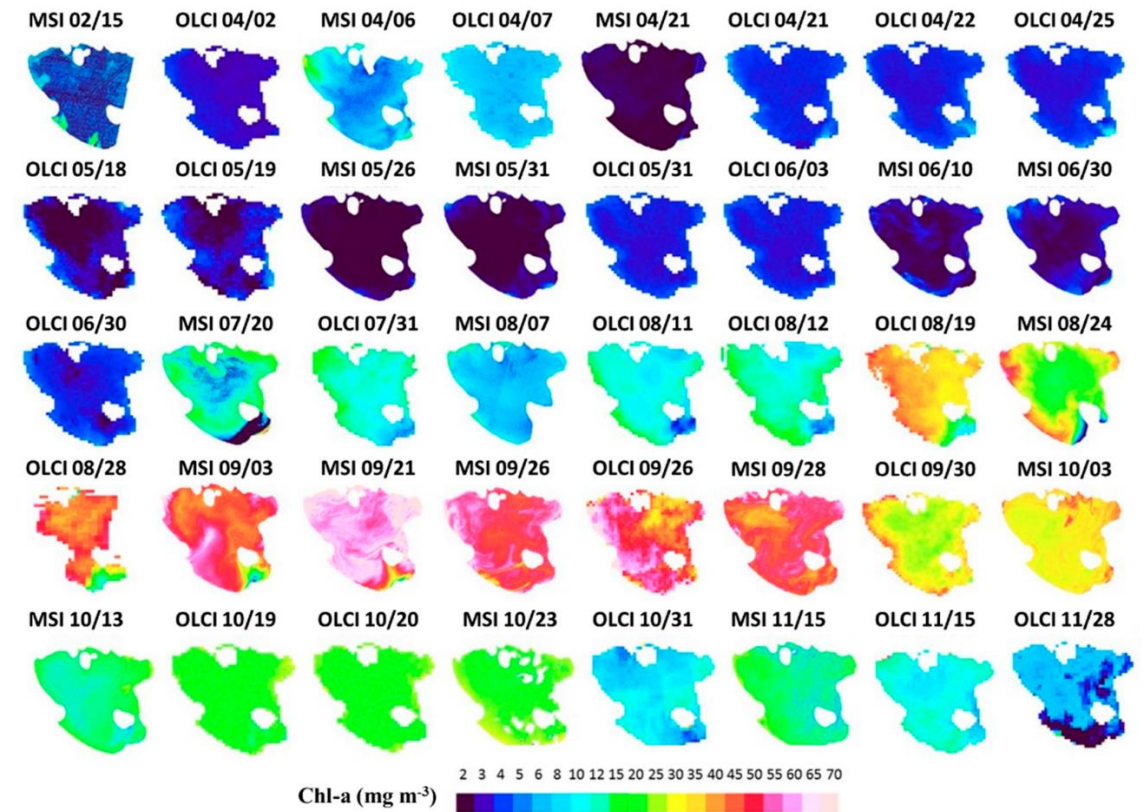 MSI 02/15 OLCI 04/02 MSI 04/06 OLCI 04/07 MSI 04/21 OLCI 04/21 OLCI 04/22 OLCI 04/25
OLCI 05/18 OLCI 05/19 MSI 05/26 MSI 05/31 OLCI 05/31 OLCI 06/03 MSI 06/10 MSI 06/30
OLCI 06/30 MSI 07/20 OLCI 07/31 MSI 08/07 OLCI 08/11 OLCI 08/12 OLCI 08/19 MSI 08/24
OLCI 08/28 MSI 09/03 MSI 09/21 MSI 09/26 OLCI 09/26 MSI 09/28 OLCI 09/30 MSI 10/03
MSI 10/13 OLCI 10/19 OLCI 10/20 MSI 10/23 OLCI 10/31 MSI 11/15 OLCI 11/15 OLCI 11/28
2 3 4 5 6 8 10 12 15 20 25 30 35 40 45 50 55 60 65 70
Chl-a (mg m⁻³)